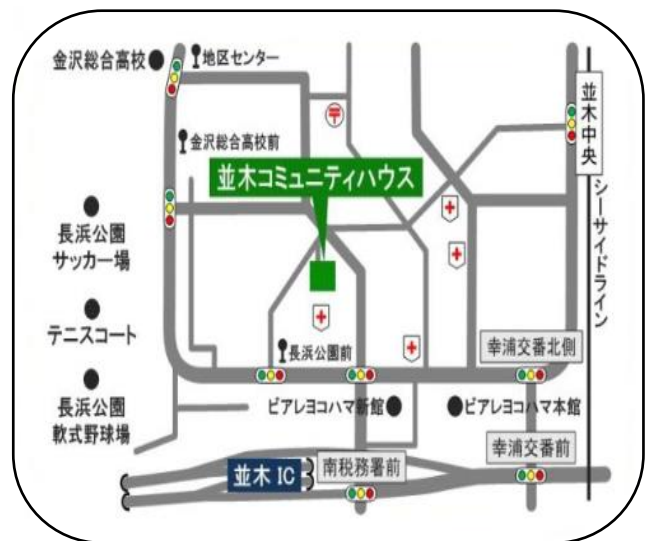 金沢総合高校
地区センター
金沢総合高校前
並木中央
シーサイドライン
並木コミュニティハウス
長浜公園
サッカー場
テニスコート
長浜公園前
幸浦交番北側
長浜公園
軟式野球場
ピアレヨコハマ新館
ピアレヨコハマ本館
並木 IC
南税務署前
幸浦交番前